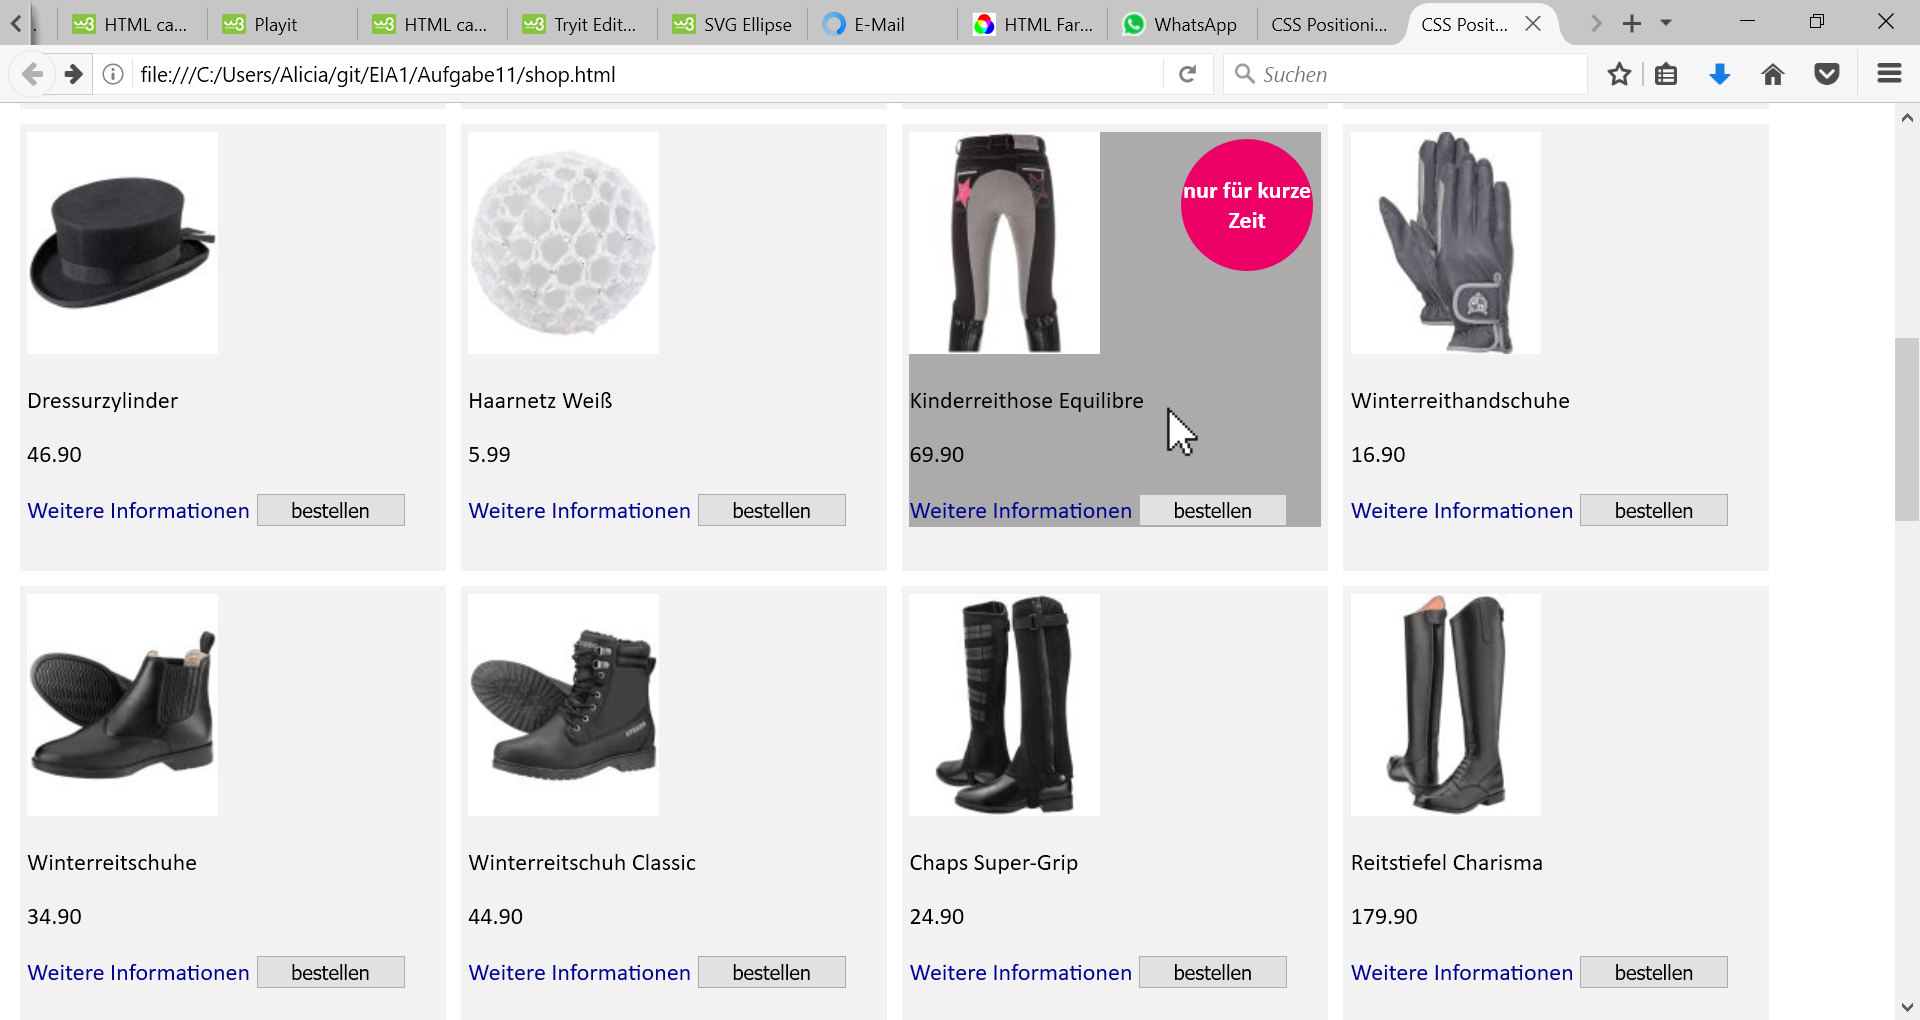 HTML ca...
Playit
HTML ca...
Tryit Edit...
SVG Ellipse
E-Mail
HTML Far...
WhatsApp
CSS Positioni...
CSS Posit...
file:///C:/Users/Alicia/git/EIA1/Aufgabe11/shop.html
Suchen
nur für kurze
Zeit
Dressurzylinder
46.90
Weitere Informationen bestellen
Haarnetz Weiß
5.99
Weitere Informationen bestellen
Kinderreithose Equilibre
69.90
Weitere Informationen bestellen
Winterreithandschuhe
16.90
Weitere Informationen bestellen
Winterreitschuhe
34.90
Weitere Informationen bestellen
Winterreitschuh Classic
44.90
Weitere Informationen bestellen
Chaps Super-Grip
24.90
Weitere Informationen bestellen
Reitstiefel Charisma
179.90
Weitere Informationen bestellen